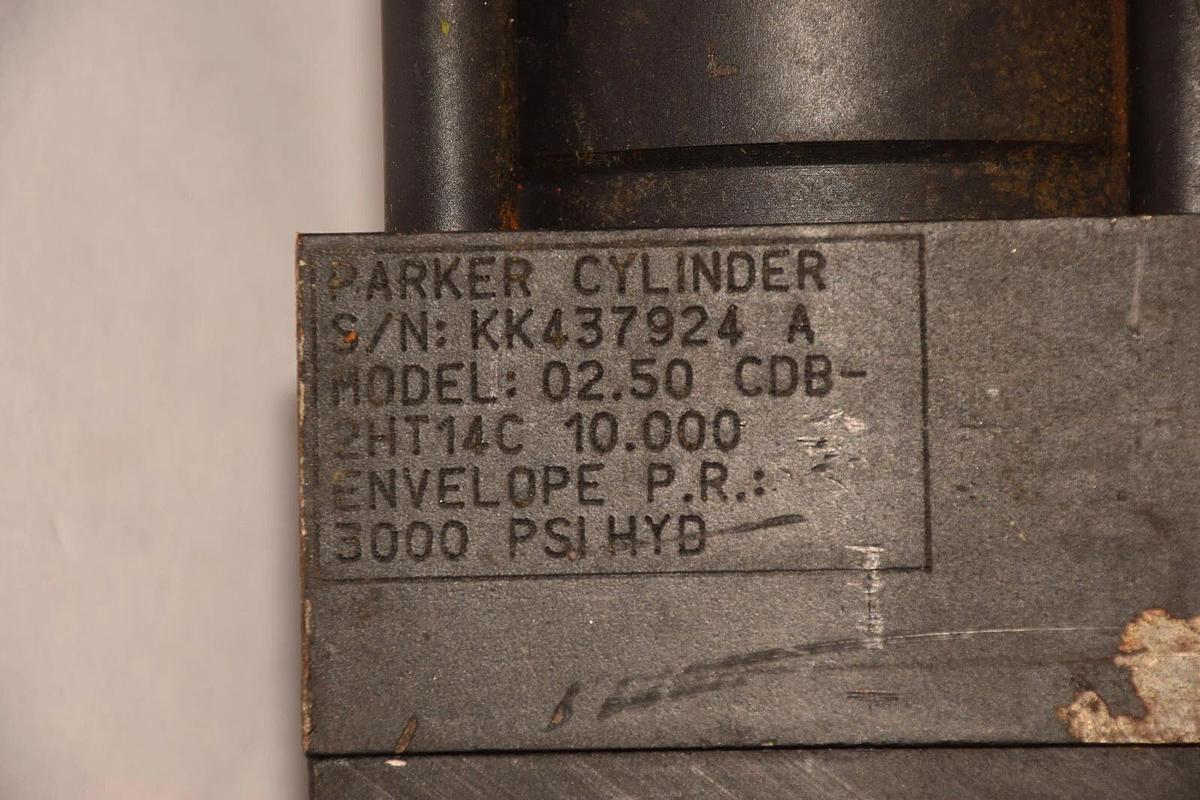 PARKER CYLINDER
S/N: KK437924 A
MODEL: 02.50 CDB-
2HT14C 10.000
ENVELOPE P.R.:
3000 PSI HYD